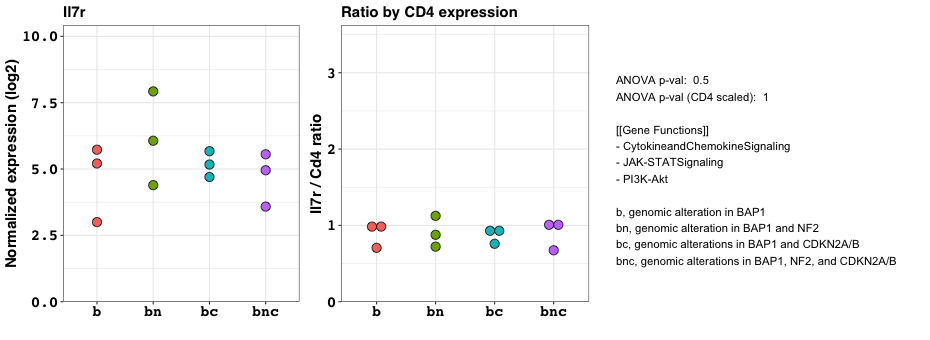 Il7r
Normalized expression (log2)
10.0
7.5
5.0
2.5
0.0
b
bn
bc
bnc
Ratio by CD4 expression
Il7r / Cd4 ratio
3
2
1
0
b
bn
bc
bnc
ANOVA p-val:  0.5
ANOVA p-val (CD4 scaled):  1
[[Gene Functions]]
- CytokineandChemokineSignaling
- JAK-STATSignaling
- PI3K-Akt
b, genomic alteration in BAP1
bn, genomic alteration in BAP1 and NF2
bc, genomic alterations in BAP1 and CDKN2A/B
bnc, genomic alterations in BAP1, NF2, and CDKN2A/B